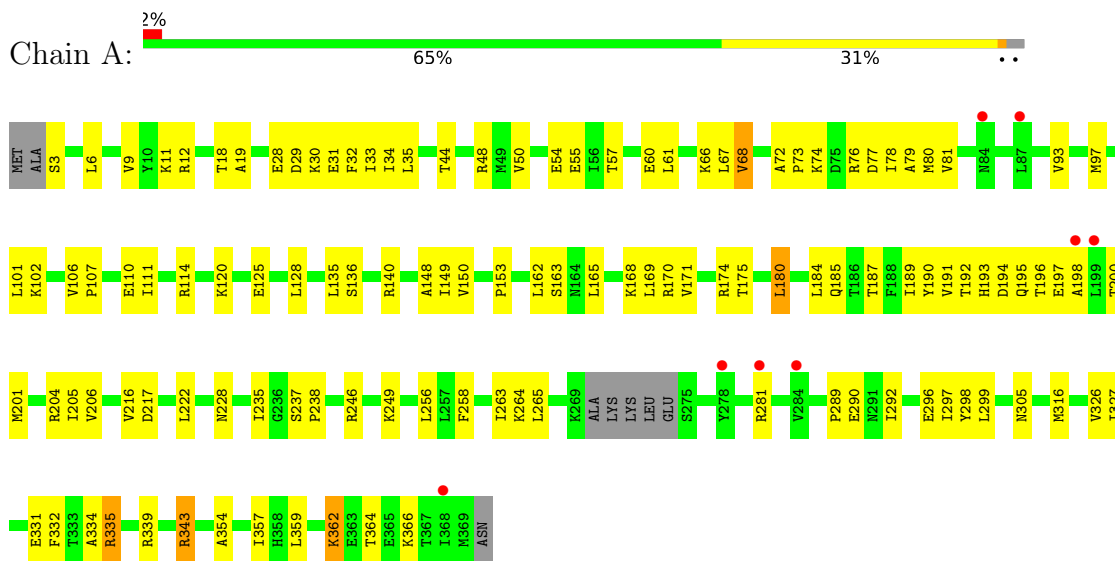 2%
Chain A:
65% 31% • •
MET ALA S3 L6 V9 Y10 K11 R12 T18 A19 E28 D29 K30 E31 F32 I33 I34 L35 T44 R48 M49 V50 E54 E55 I56 T57 E60 L61 K66 L67 V68 A72 P73 K74 D75 R76 D77 I78 A79 M80 V81 N84 L87 V93 M97
L101 K102 V106 P107 E110 I111 R114 K120 E125 L128 L135 S136 R140 A148 I149 V150 P153 L162 S163 N164 L165 K168 L169 R170 V171 R174 T175 L180 L184 Q185 T186 T187 F188 I189 Y190 V191 T192 H193 D194 Q195 T196 E197 A198 L199 T200
M201 R204 I205 V206 V216 D217 L222 N228 I235 G236 S237 P238 R246 K249 L256 L257 F258 I263 K264 L265 K269 ALA LYS LYS LEU GLU S275 Y278 R281 V284 P289 E290 N291 I292 E296 I297 Y298 L299 N305 M316 V326
E331 F332 T333 A334 R335 R339 R343 A354 I357 H358 L359 K362 E363 T364 E365 K366 T367 I368 M369 ASN